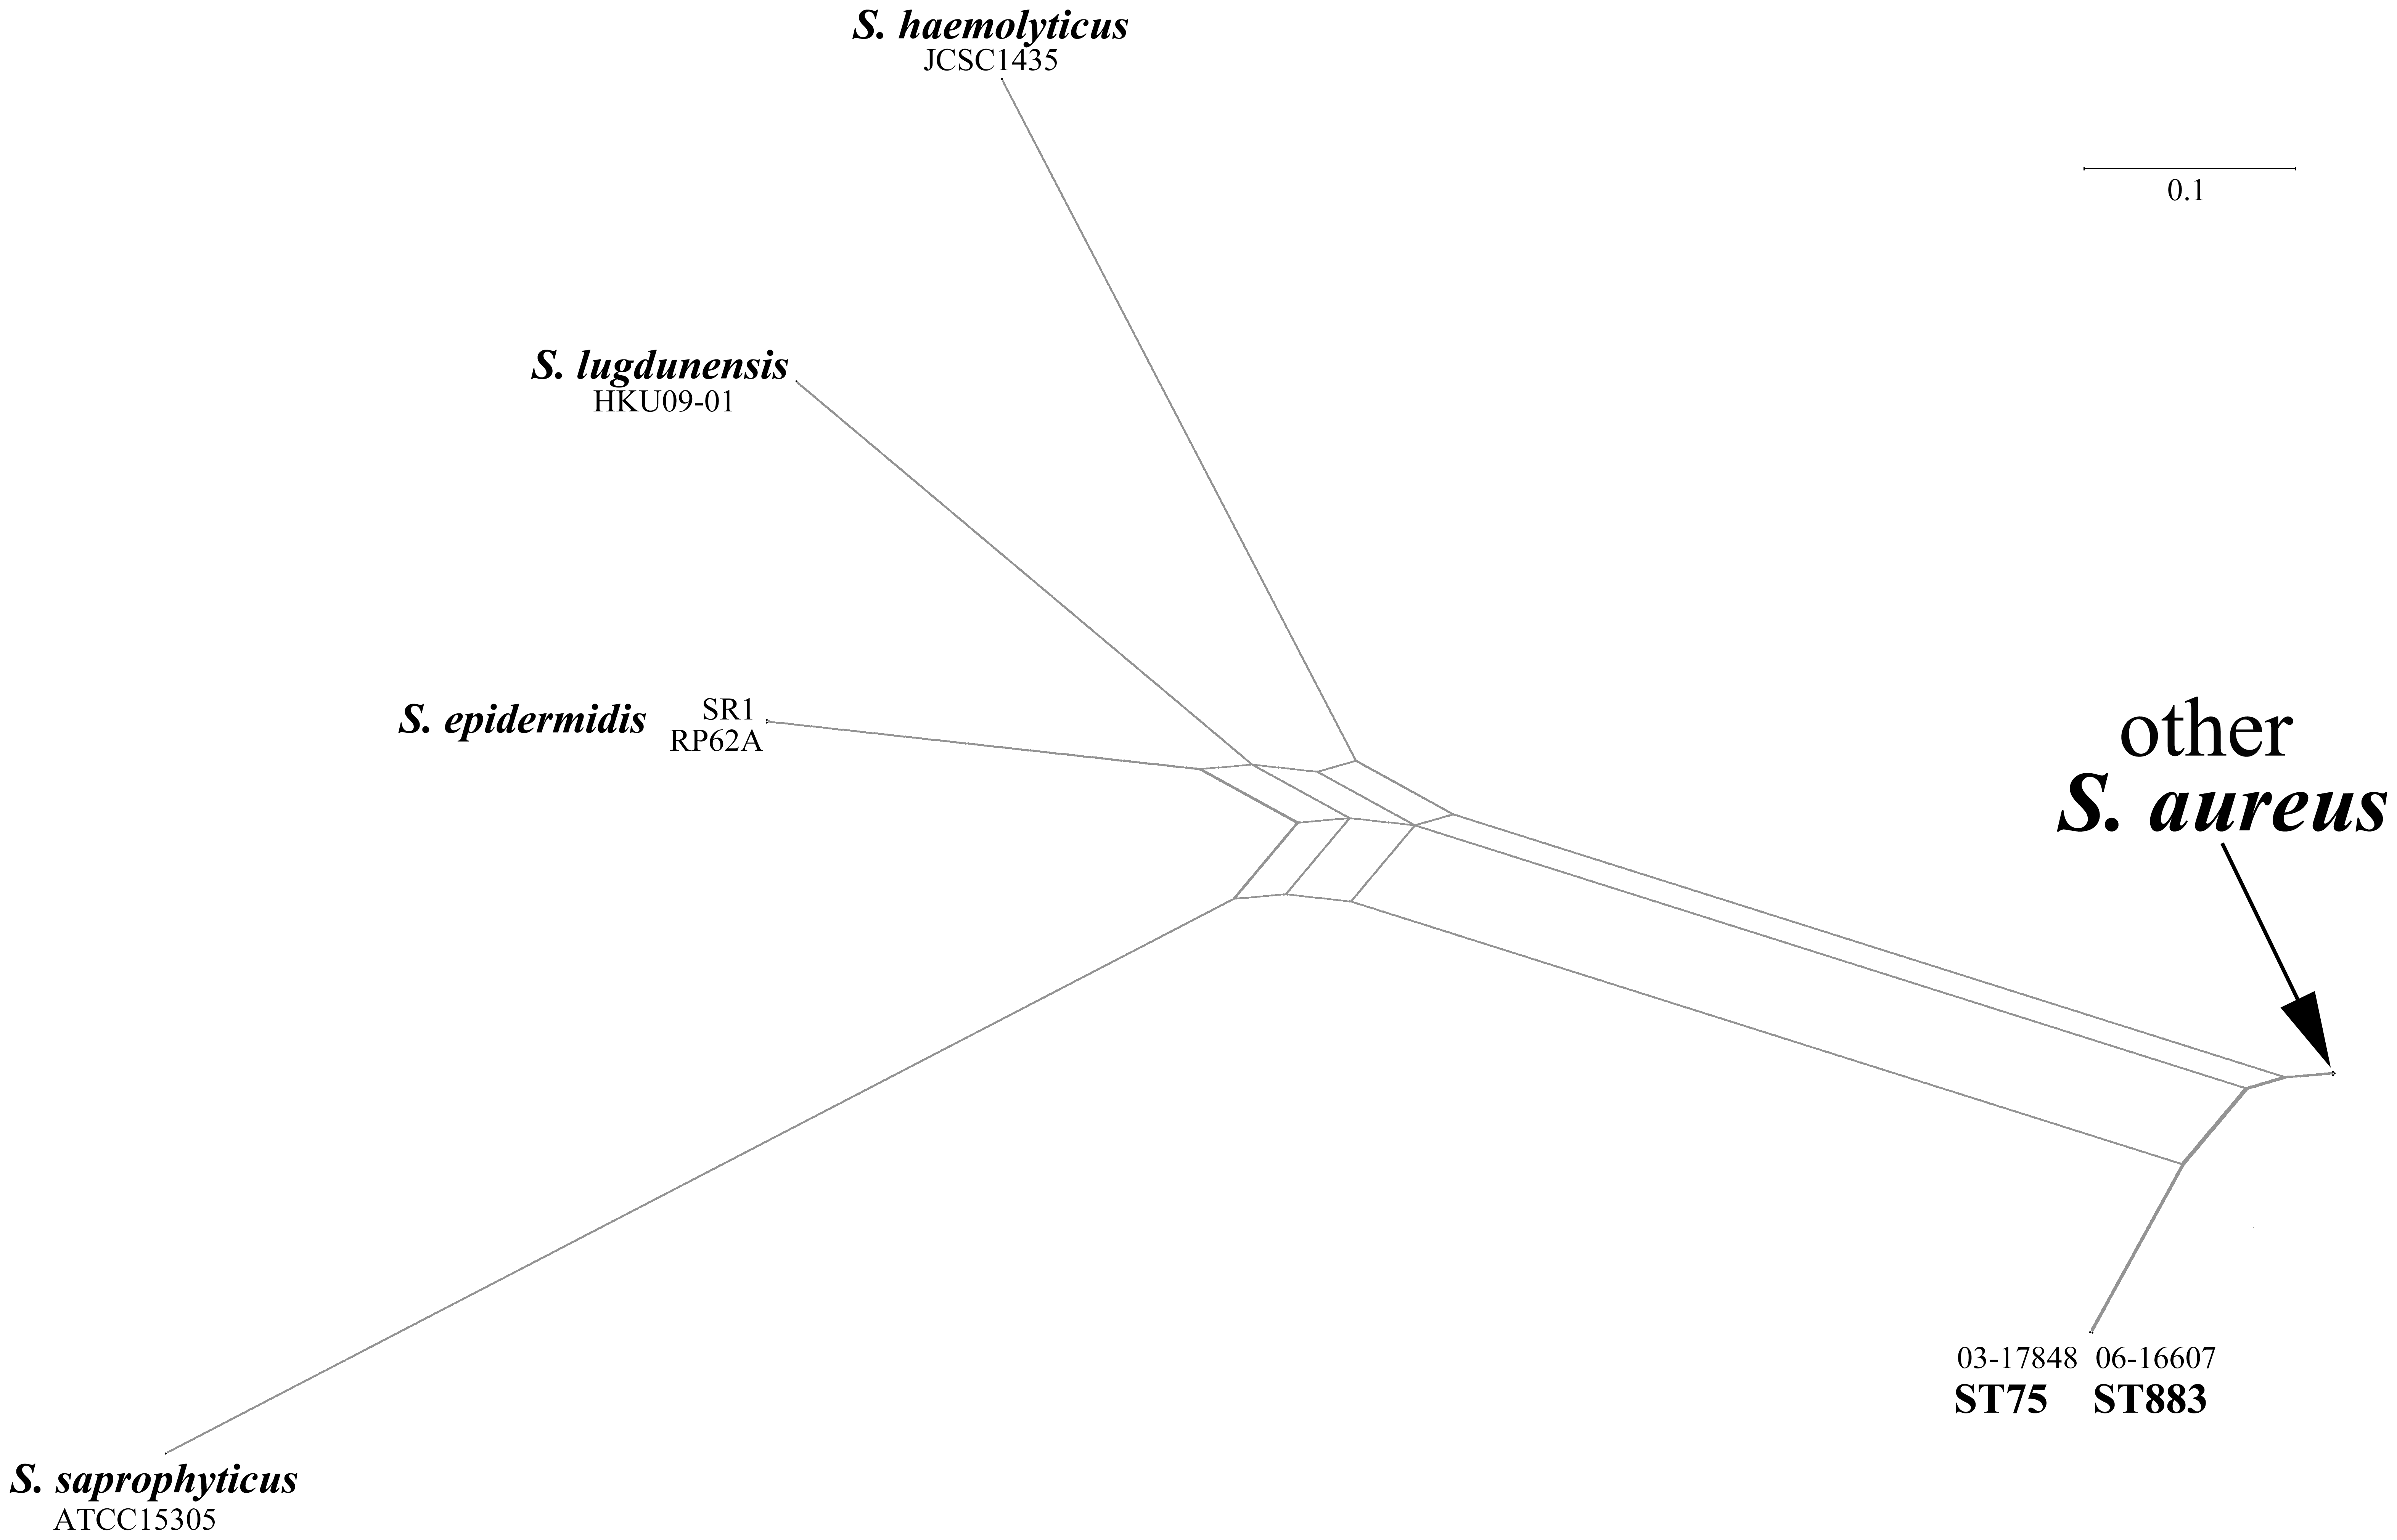 S. haemolyticus
JCSC1435
0.1
S. lugdunensis
HKU09-01
S. epidermidis
SR1
RP62A
other
S. aureus
03-17848 06-16607
ST75 ST883
S. saprophyticus
ATCC15305